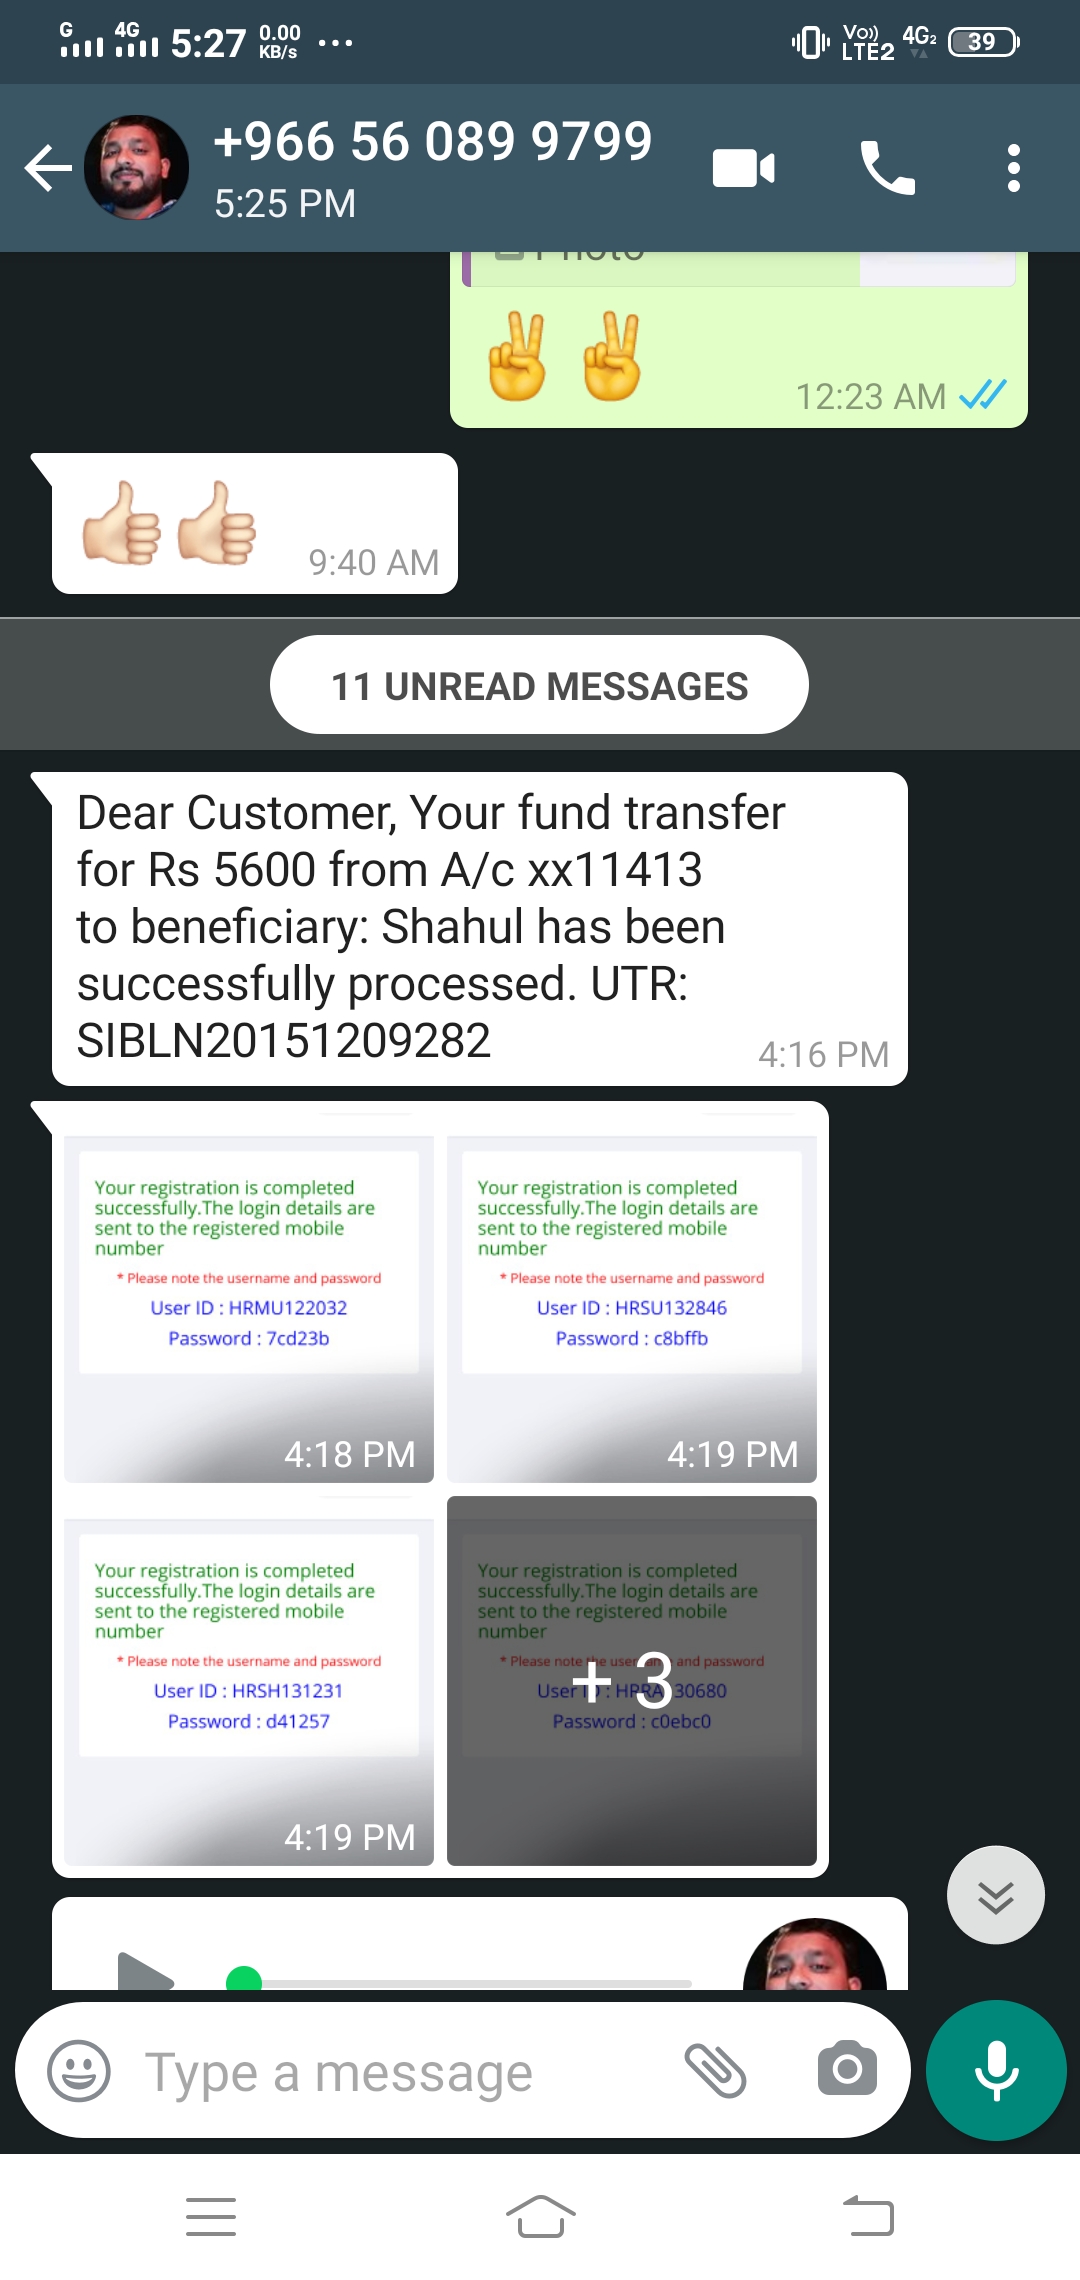 G 4G 5:27 0.00 KB/s ... Vo)) LTE2 4G2 39
+966 56 089 9799
5:25 PM
Photo
12:23 AM
9:40 AM
11 UNREAD MESSAGES
Dear Customer, Your fund transfer
for Rs 5600 from A/c xx11413
to beneficiary: Shahul has been
successfully processed. UTR:
SIBLN20151209282
4:16 PM
Your registration is completed
successfully.The login details are
sent to the registered mobile
number
* Please note the username and password
User ID : HRMU122032
Password : 7cd23b
4:18 PM
Your registration is completed
successfully.The login details are
sent to the registered mobile
number
* Please note the username and password
User ID : HRSU132846
Password : c8bffb
4:19 PM
Your registration is completed
successfully.The login details are
sent to the registered mobile
number
* Please note the username and password
User ID : HRSH131231
Password : d41257
4:19 PM
Your registration is completed
successfully.The login details are
sent to the registered mobile
number
* Please note the username and password
User ID : 
Password : c0ebc0
+ 3
Type a message